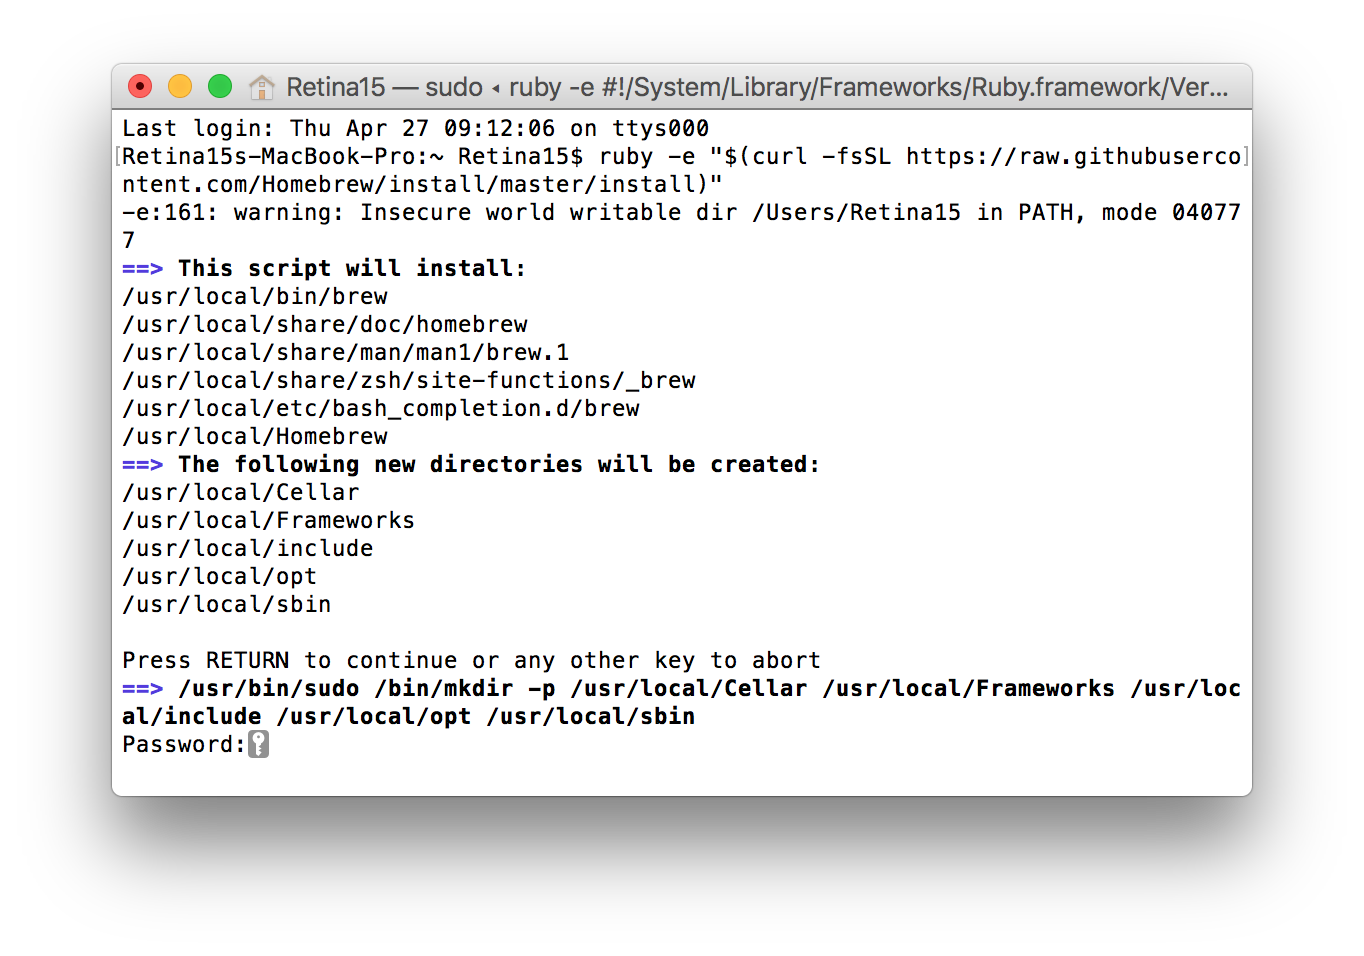 Retina15 — sudo ◂ ruby -e #!/System/Library/Frameworks/Ruby.framework/Ver...
Last login: Thu Apr 27 09:12:06 on ttys000
[Retina15s-MacBook-Pro:~ Retina15$ ruby -e "$(curl -fsSL https://raw.githubuserco]
ntent.com/Homebrew/install/master/install)"
-e:161: warning: Insecure world writable dir /Users/Retina15 in PATH, mode 04077
7
==> This script will install:
/usr/local/bin/brew
/usr/local/share/doc/homebrew
/usr/local/share/man/man1/brew.1
/usr/local/share/zsh/site-functions/_brew
/usr/local/etc/bash_completion.d/brew
/usr/local/Homebrew
==> The following new directories will be created:
/usr/local/Cellar
/usr/local/Frameworks
/usr/local/include
/usr/local/opt
/usr/local/sbin
Press RETURN to continue or any other key to abort
==> /usr/bin/sudo /bin/mkdir -p /usr/local/Cellar /usr/local/Frameworks /usr/loc
al/include /usr/local/opt /usr/local/sbin
Password: